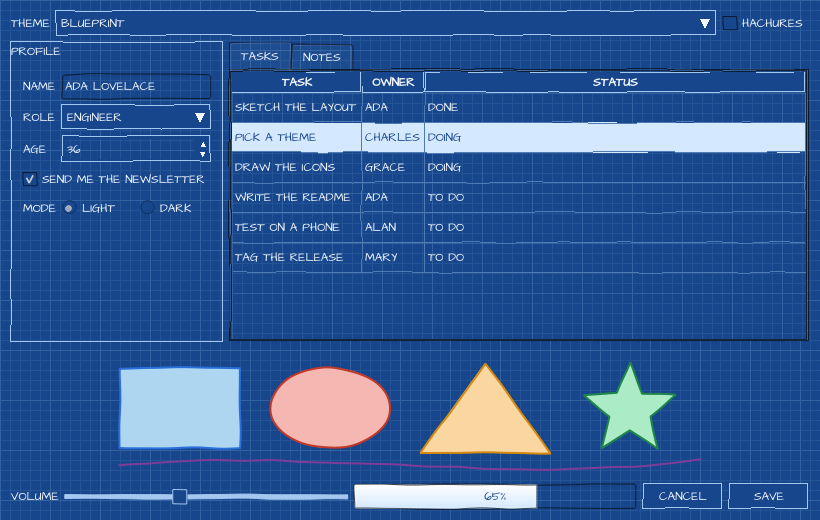 THEME BLUEPRINT HACHURES
PROFILE
NAME ADA LOVELACE
ROLE ENGINEER
AGE 36
SEND ME THE NEWSLETTER
MODE LIGHT DARK
TASKS NOTES
TASK OWNER STATUS
SKETCH THE LAYOUT ADA DONE
PICK A THEME CHARLES DOING
DRAW THE ICONS GRACE DOING
WRITE THE README ADA TO DO
TEST ON A PHONE ALAN TO DO
TAG THE RELEASE MARY TO DO
VOLUME 65% CANCEL SAVE